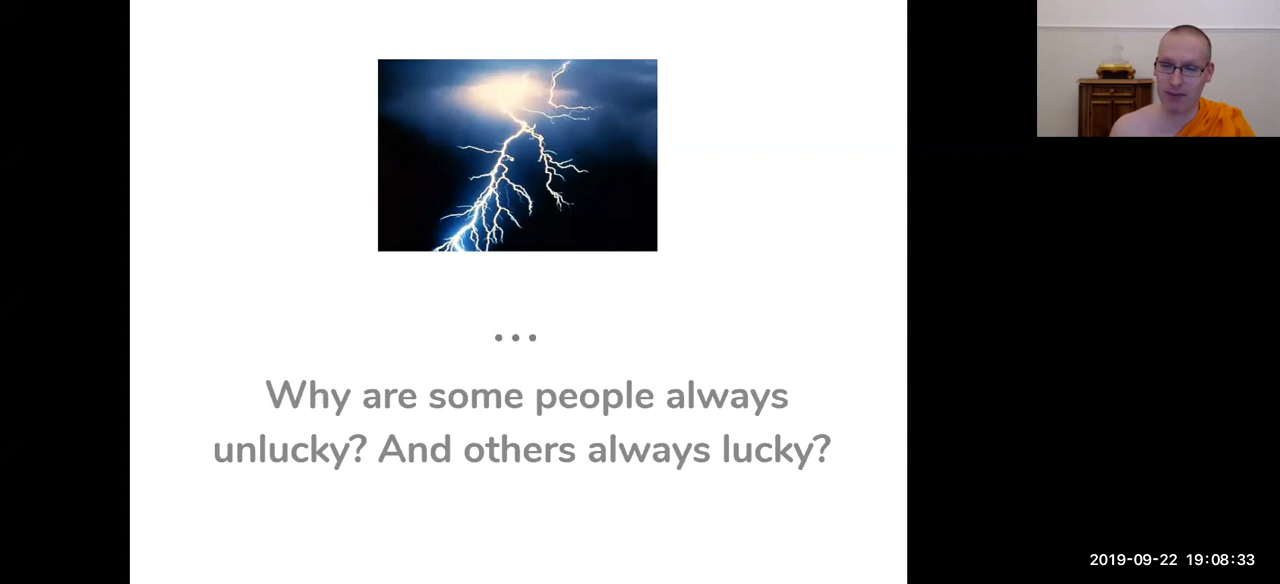 ...
Why are some people always
unlucky? And others always lucky?
2019-09-22 19:08:33